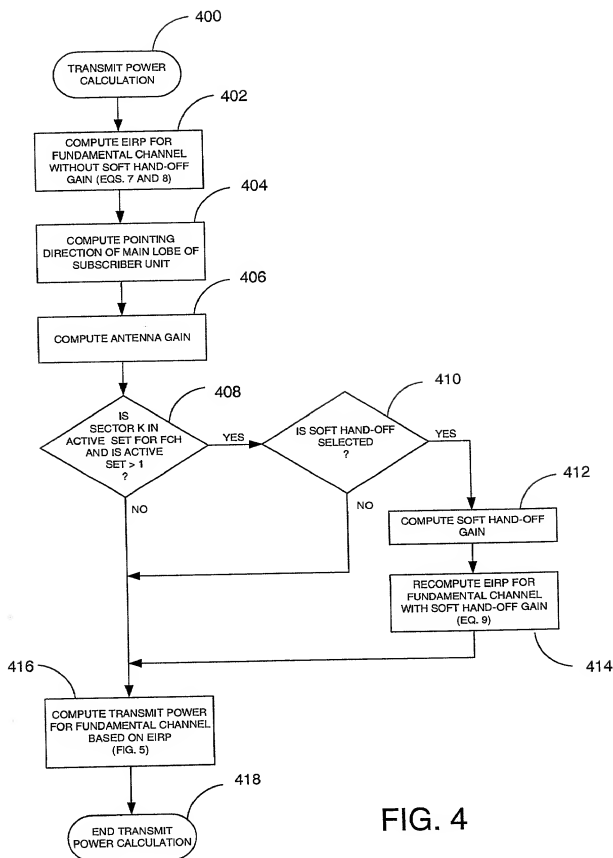 400
TRANSMIT POWER
CALCULATION
402
COMPUTE EIRP FOR
FUNDAMENTAL CHANNEL
WITHOUT SOFT HAND-OFF
GAIN (EQS. 7 AND 8)
404
COMPUTE POINTING
DIRECTION OF MAIN LOBE OF
SUBSCRIBER UNIT
406
COMPUTE ANTENNA GAIN
408
IS
SECTOR K IN
ACTIVE SET FOR FCH
AND IS ACTIVE
SET > 1
?
YES
NO
410
IS SOFT HAND-OFF
SELECTED
?
YES
NO
412
COMPUTE SOFT HAND-OFF
GAIN
RECOMPUTE EIRP FOR
FUNDAMENTAL CHANNEL
WITH SOFT HAND-OFF GAIN
(EQ. 9)
414
416
COMPUTE TRANSMIT POWER
FOR FUNDAMENTAL CHANNEL
BASED ON EIRP
(FIG. 5)
418
END TRANSMIT
POWER CALCULATION
FIG. 4